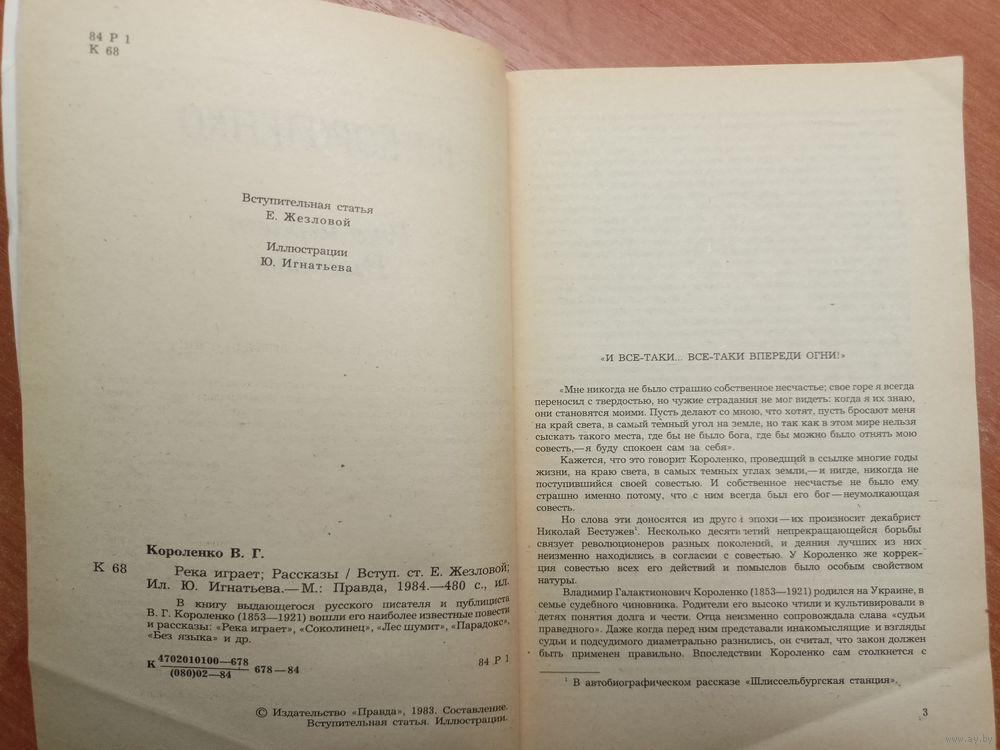 84 Р 1
К 68
Вступительная статья
Е. Жезловой
Иллюстрации
Ю. Игнатьева
Короленко В. Г.
К 68
Река играет; Рассказы / Вступ. ст. Е. Жезловой;
Ил. Ю. Игнатьева.— М.: Правда, 1984.—480 с., ил.
В книгу выдающегося русского писателя и публициста
В. Г. Короленко (1853—1921) вошли его наиболее известные повести
и рассказы: «Река играет», «Соколинец», «Лес шумит», «Парадокс»,
«Без языка» и др.
К 4702010100—678
(080)02—84
678—84
84 Р 1
© Издательство «Правда», 1983. Составление.
Вступительная статья. Иллюстрации.
«И ВСЕ-ТАКИ... ВСЕ-ТАКИ ВПЕРЕДИ ОГНИ!»
«Мне никогда не было страшно собственное несчастье; свое горе я всегда
переносил с твердостью, но чужие страдания не мог видеть: когда я их знаю,
они становятся моими. Пусть делают со мною, что хотят, пусть бросают меня
на край света, в самый темный угол на земле, но так как в этом мире нельзя
сыскать такого места, где бы не было бога, где бы можно было отнять мою
совесть,—я буду спокоен сам за себя».
Кажется, что это говорит Короленко, проведший в ссылке многие годы
жизни, на краю света, в самых темных углах земли,—и нигде, никогда не
поступившийся своей совестью. И собственное несчастье не было ему
страшно именно потому, что с ним всегда был его бог—неумолкающая
совесть.
Но слова эти доносятся из другой эпохи—их произносит декабрист
Николай Бестужев¹. Несколько десятилетий непрекращающейся борьбы
связует революционеров разных поколений, и деяния лучших из них
неизменно находились в согласии с совестью. У Короленко же коррек-
ция совестью всех его действий и помыслов было особым свойством
натуры.
Владимир Галактионович Короленко (1853—1921) родился на Украине, в
семье судебного чиновника. Родители его высоко чтили и культивировали в
детях понятия долга и чести. Отца неизменно сопровождала слава «судьи
праведного». Даже когда перед ним представали инакомыслящие и взгляды
судьи и подсудимого диаметрально разнились, он считал, что закон должен
быть применен правильно. Впоследствии Короленко сам столкнется с
¹ В автобиографическом рассказе «Шлиссельбургская станция».
3
www.ay.by